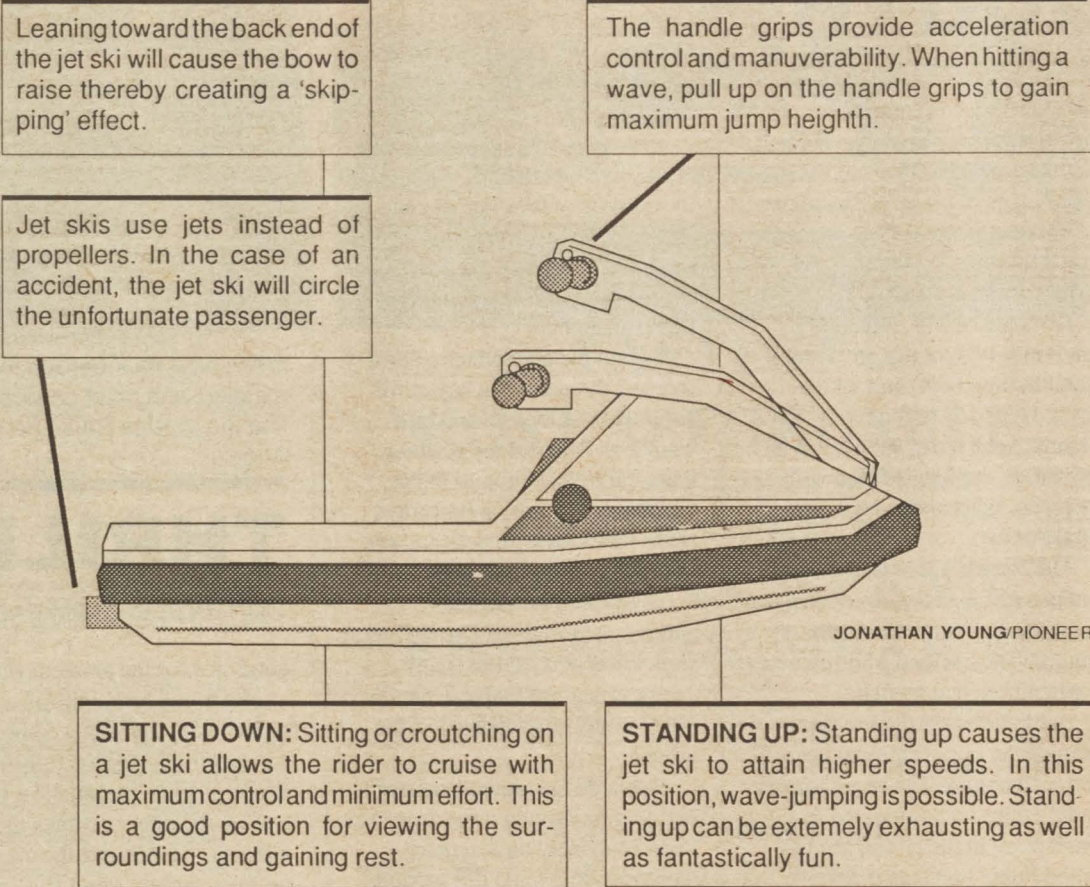 Leaning toward the back end of
the jet ski will cause the bow to
raise thereby creating a ‘skip-
ping’ effect.
The handle grips provide acceleration
control and manuverability. When hitting a
wave, pull up on the handle grips to gain
maximum jump heighth.
Jet skis use jets instead of
propellers. In the case of an
accident, the jet ski will circle
the unfortunate passenger.
JONATHAN YOUNG/PIONEER
SITTING DOWN: Sitting or croutching on
a jet ski allows the rider to cruise with
maximum control and minimum effort. This
is a good position for viewing the sur-
roundings and gaining rest.
STANDING UP: Standing up causes the
jet ski to attain higher speeds. In this
position, wave-jumping is possible. Stand-
ing up can be extemely exhausting as well
as fantastically fun.